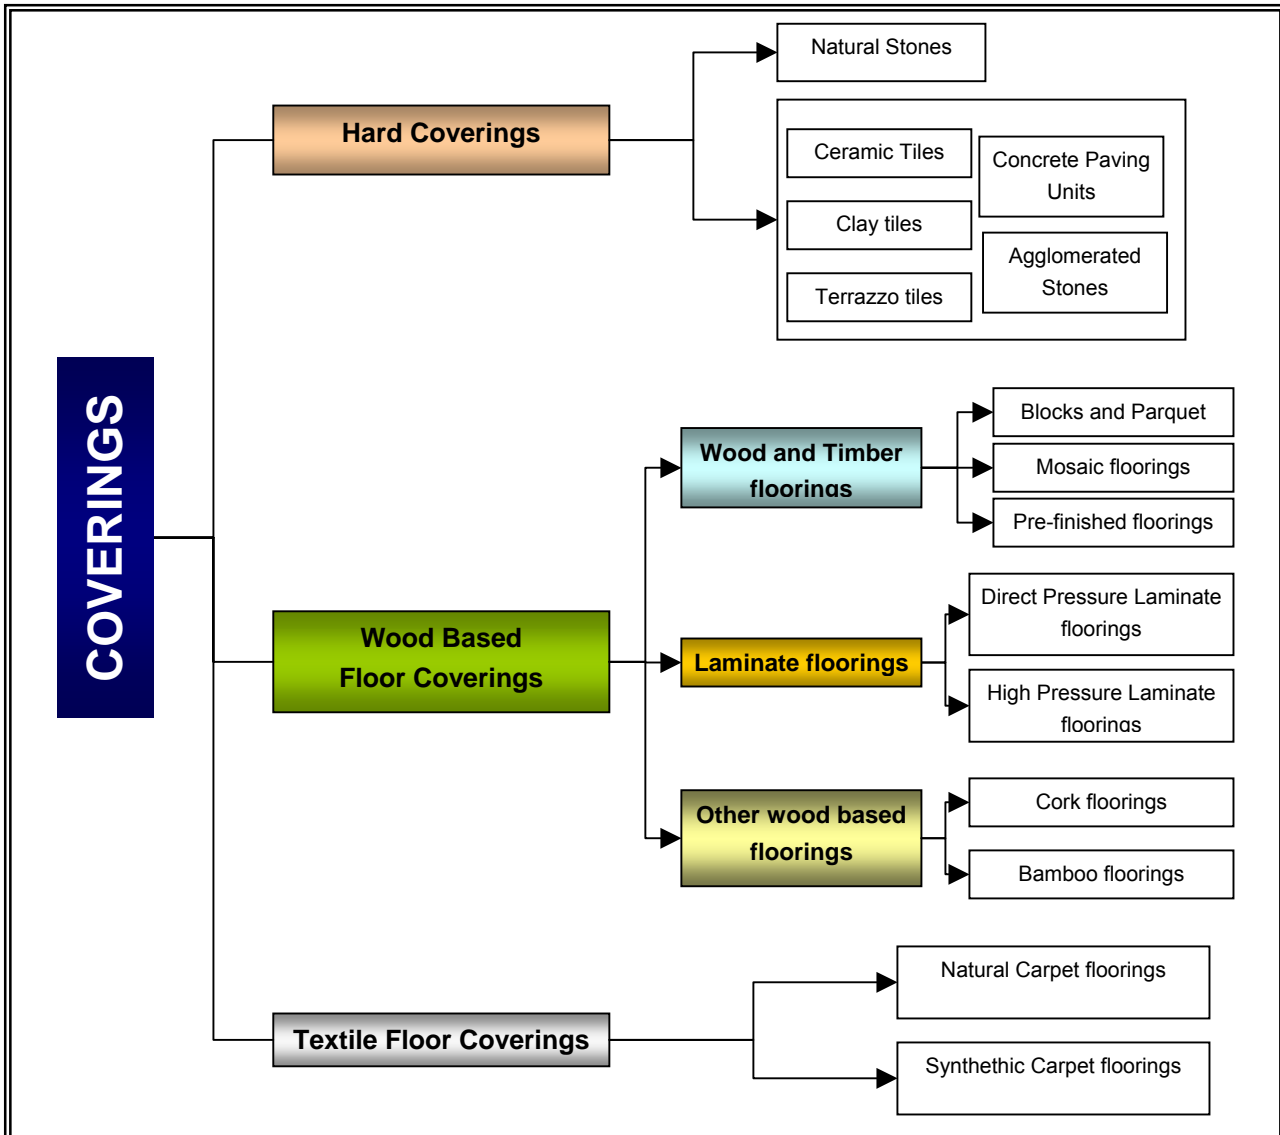 COVERINGS
Hard Coverings
Natural Stones
Ceramic Tiles
Clay tiles
Terrazzo tiles
Concrete Paving
Units
Agglomerated
Stones
Wood Based
Floor Coverings
Wood and Timber
floorings
Blocks and Parquet
Mosaic floorings
Pre-finished floorings
Laminate floorings
Direct Pressure Laminate
floorings
High Pressure Laminate
floorings
Other wood based
floorings
Cork floorings
Bamboo floorings
Textile Floor Coverings
Natural Carpet floorings
Synthethic Carpet floorings